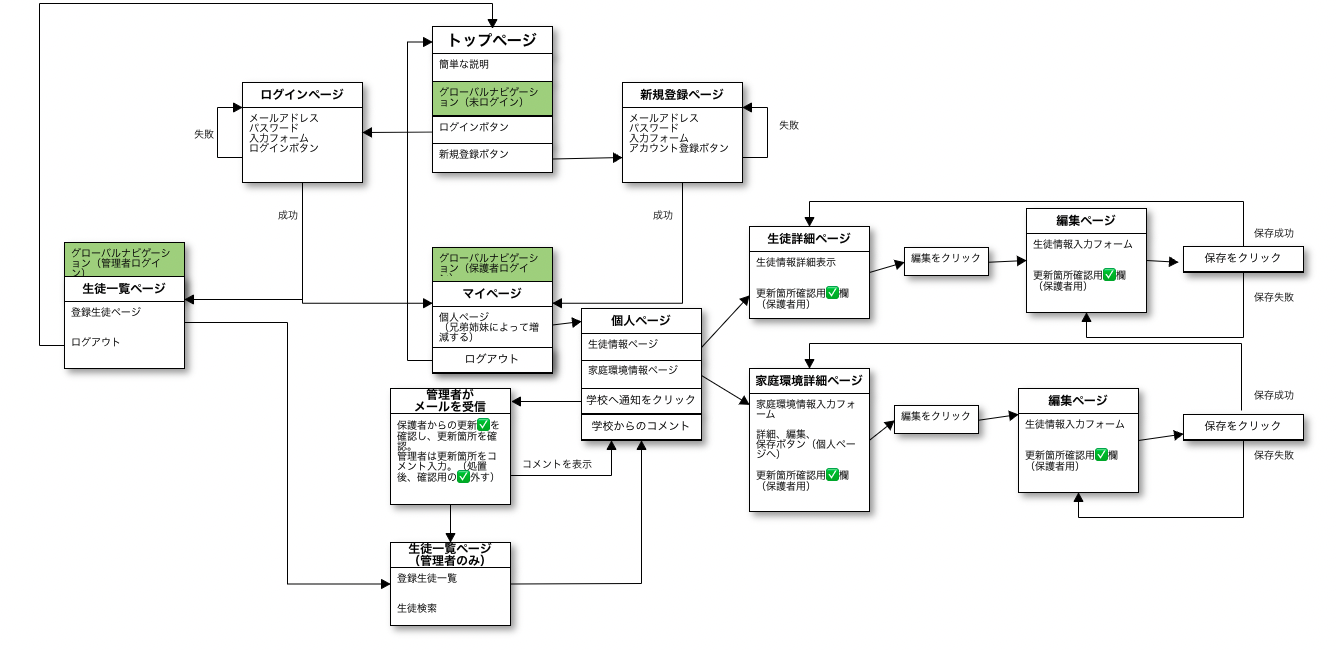 トップページ
簡単な説明
グローバルナビゲーシ
ョン（未ログイン）
ログインボタン
新規登録ボタン
ログインページ
メールアドレス
パスワード
入力フォーム
ログインボタン
失敗
成功
新規登録ページ
メールアドレス
パスワード
入力フォーム
アカウント登録ボタン
失敗
成功
グローバルナビゲーシ
ョン（管理者ログイ
ン）
生徒一覧ページ
登録生徒ページ
ログアウト
グローバルナビゲーシ
ョン（保護者ログイ
マイページ
個人ページ
（兄弟姉妹によって増
減する）
ログアウト
個人ページ
生徒情報ページ
家庭環境情報ページ
学校へ通知をクリック
学校からのコメント
生徒詳細ページ
生徒情報詳細表示
更新箇所確認用✅欄
（保護者用）
編集をクリック
編集ページ
生徒情報入力フォーム
更新箇所確認用✅欄
（保護者用）
保存成功
保存をクリック
保存失敗
家庭環境詳細ページ
家庭環境情報入力フォ
ーム
詳細、編集、
保存ボタン（個人ペー
ジへ）
更新箇所確認用✅欄
（保護者用）
編集をクリック
編集ページ
生徒情報入力フォーム
更新箇所確認用✅欄
（保護者用）
保存成功
保存をクリック
保存失敗
管理者が
メールを受信
保護者からの更新✅を
確認し、更新箇所を確
認。
管理者は更新箇所をコ
メント入力。（処置
後、確認用の✅外す）
コメントを表示
生徒一覧ページ
（管理者のみ）
登録生徒一覧
生徒検索